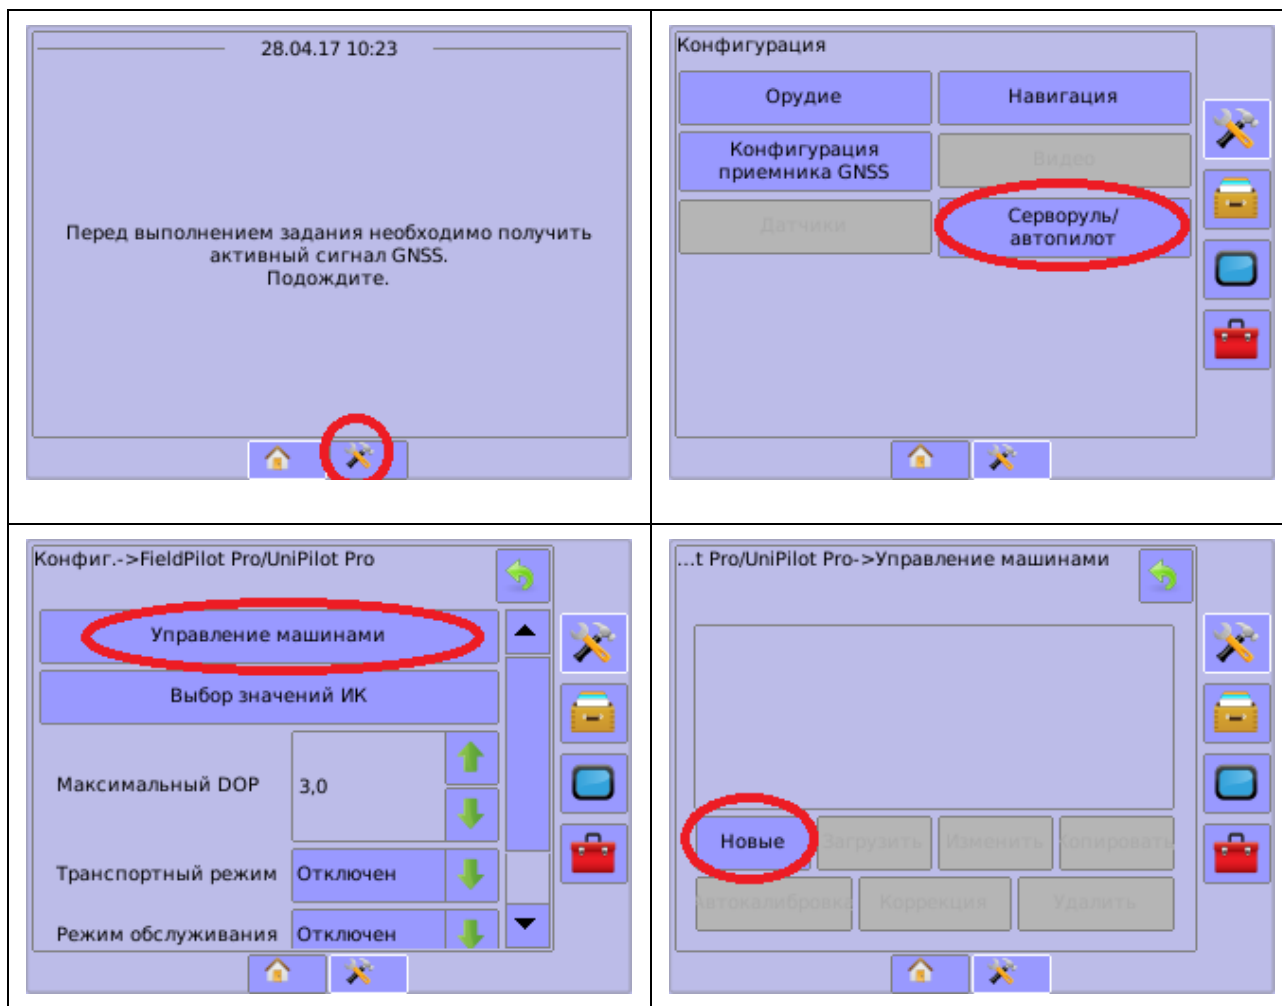 28.04.17 10:23
Перед выполнением задания необходимо получить
активный сигнал GNSS.
Подождите.
Конфигурация
Орудие
Навигация
Конфигурация
приемника GNSS
Видео
Датчики
Серворуль/
автопилот
Конфиг.->FieldPilot Pro/UniPilot Pro
Управление машинами
Выбор значений ИК
Максимальный DOP
3,0
Транспортный режим
Отключен
Режим обслуживания
Отключен
...t Pro/UniPilot Pro->Управление машинами
Новые
Загрузить
Изменить
Копировать
Автокалибровка
Коррекция
Удалить